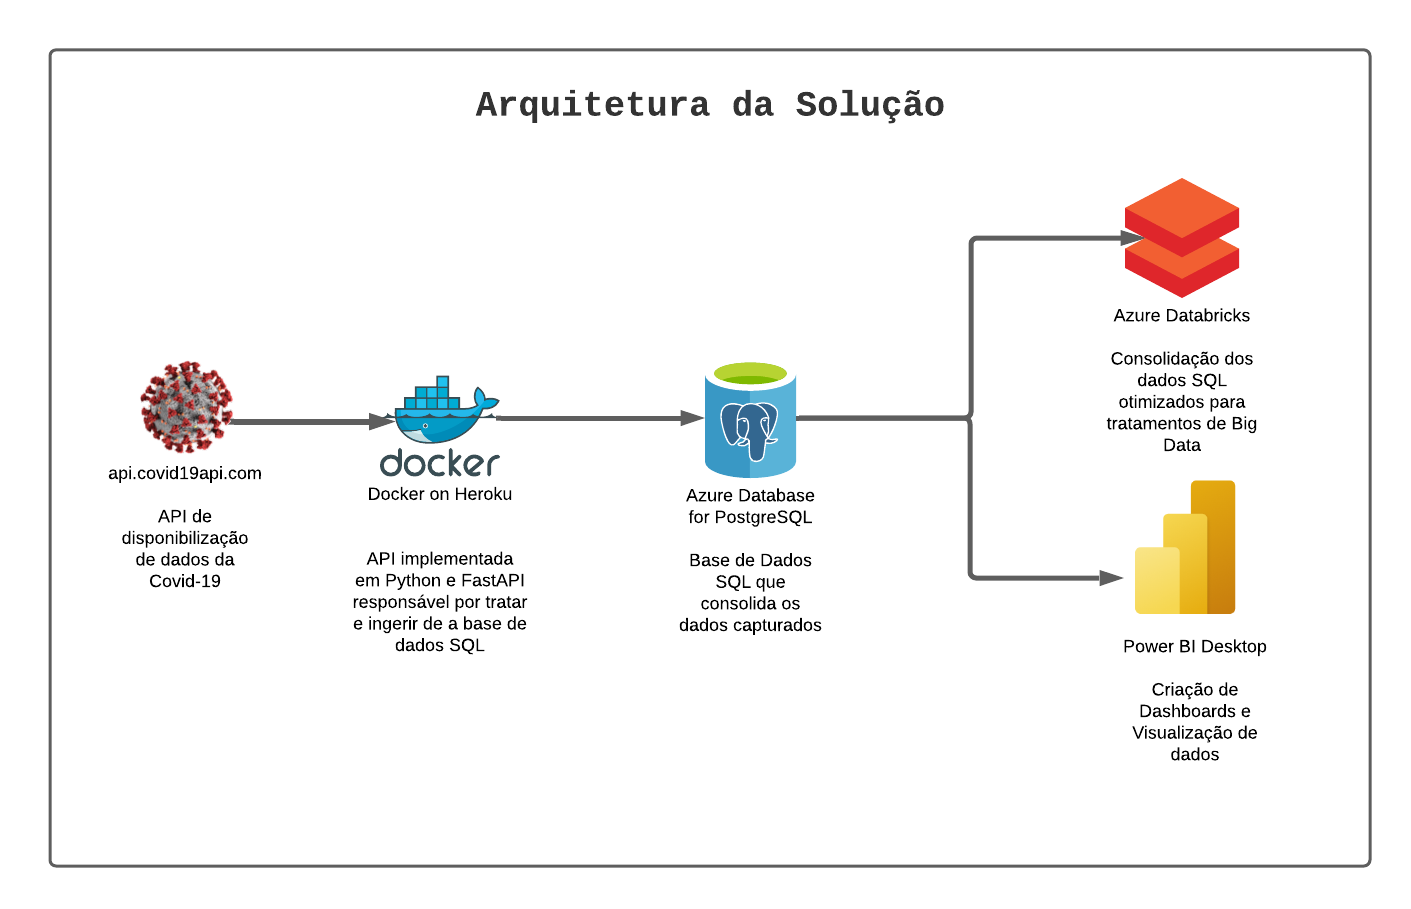 Arquitetura da Solução
api.covid19api.com
API de
disponibilização
de dados da
Covid-19
docker
Docker on Heroku
API implementada
em Python e FastAPI
responsável por tratar
e ingerir de a base de
dados SQL
Azure Database
for PostgreSQL
Base de Dados
SQL que
consolida os
dados capturados
Azure Databricks
Consolidação dos
dados SQL
otimizados para
tratamentos de Big
Data
Power BI Desktop
Criação de
Dashboards e
Visualização de
dados